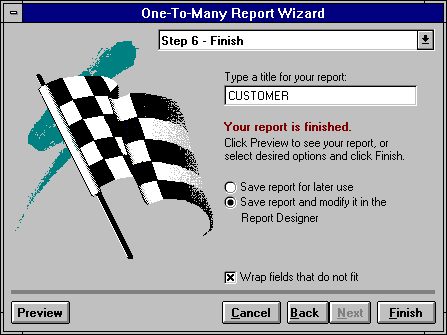 One-To-Many Report Wizard
Step 6 - Finish
Type a title for your report:
CUSTOMER
Your report is finished.
Click Preview to see your report, or
select desired options and click Finish.
Save report for later use
Save report and modify it in the
Report Designer
Wrap fields that do not fit
Preview Cancel Back Next Finish